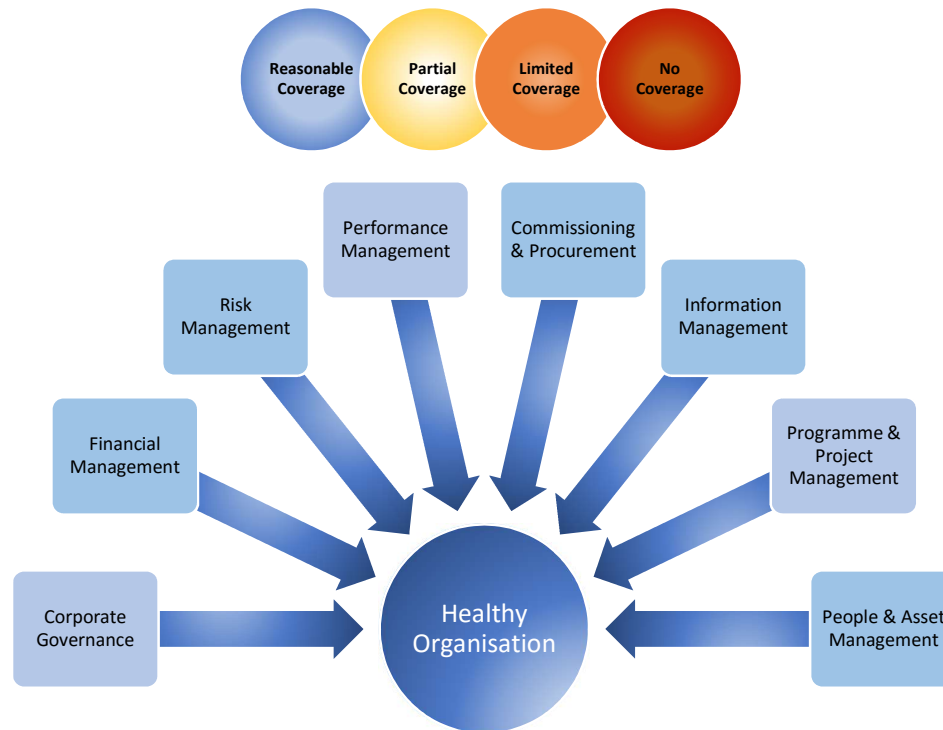 Reasonable
Coverage
Partial
Coverage
Limited
Coverage
No
Coverage
Performance
Management
Commissioning
& Procurement
Risk
Management
Information
Management
Financial
Management
Programme &
Project
Management
Corporate
Governance
Healthy
Organisation
People & Asset
Management